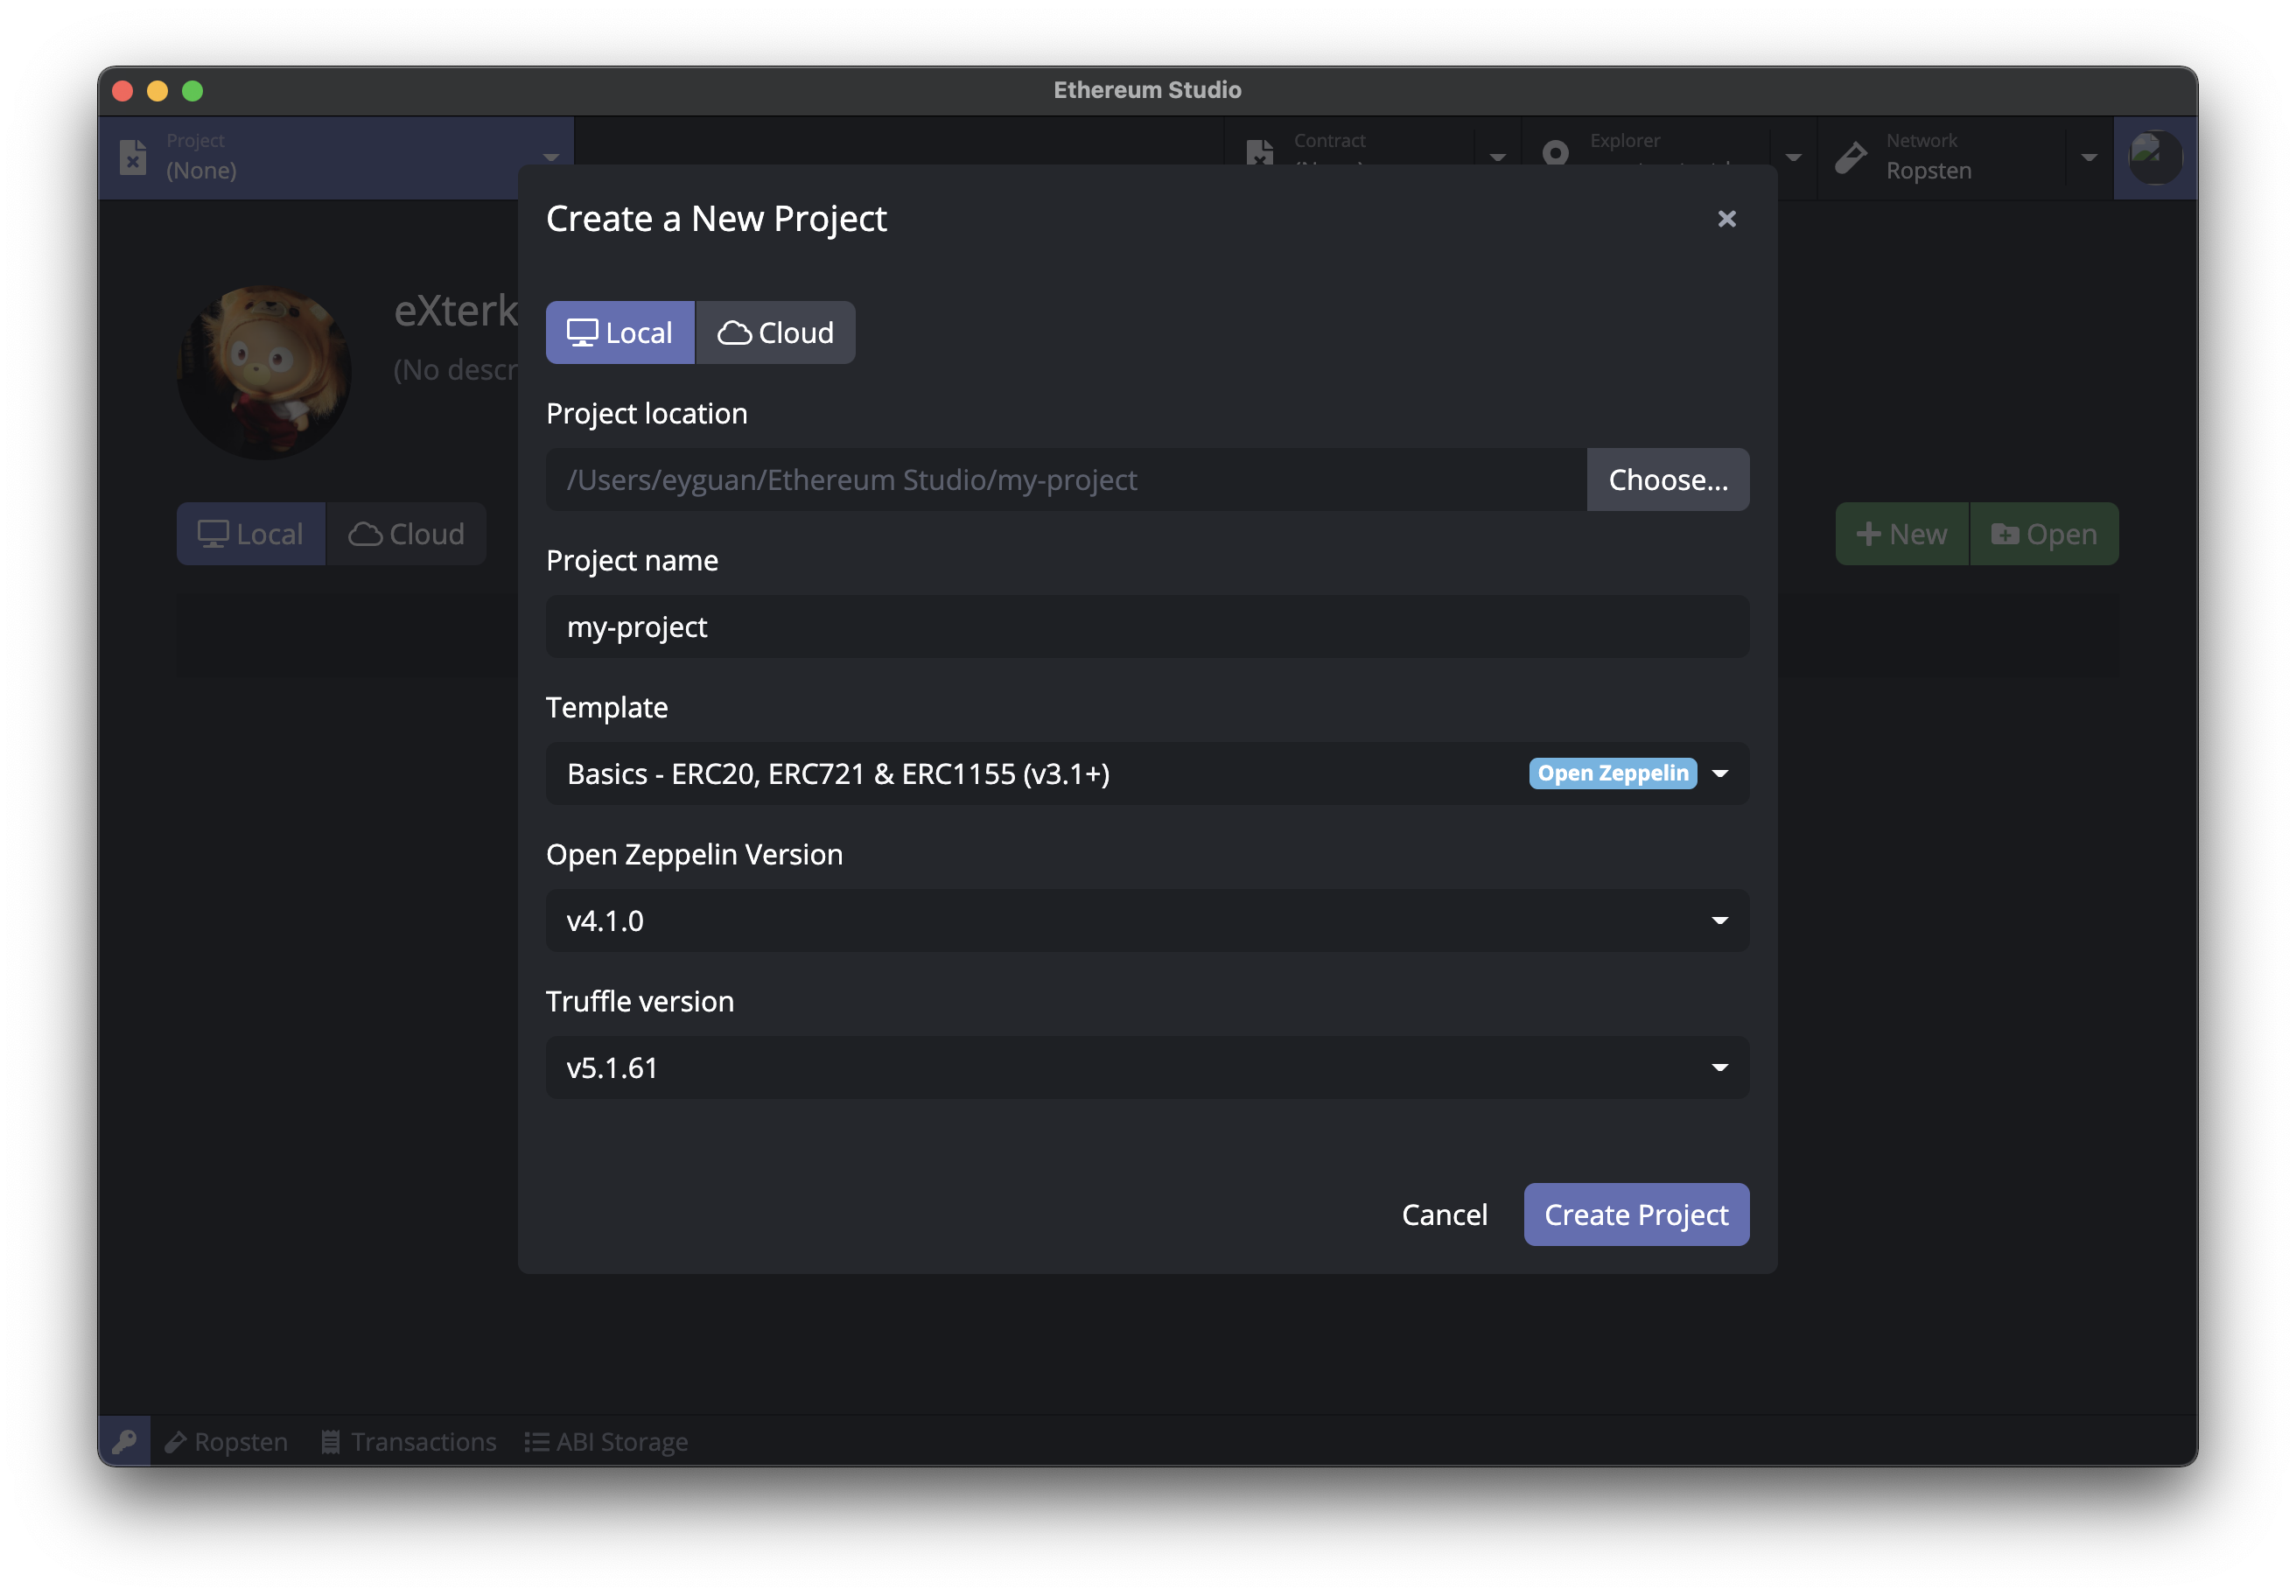 Ethereum Studio
Project
(None)
Contract
Explorer
Network
Ropsten
Create a New Project
eXterk
(No descr
Local
Cloud
Project location
/Users/eyguan/Ethereum Studio/my-project
Choose...
Local
Cloud
New
Open
Project name
my-project
Template
Basics - ERC20, ERC721 & ERC1155 (v3.1+)
Open Zeppelin
Open Zeppelin Version
v4.1.0
Truffle version
v5.1.61
Cancel
Create Project
Ropsten
Transactions
ABI Storage